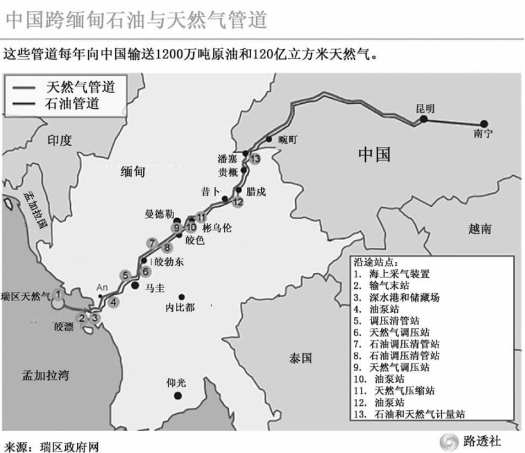 中国跨缅甸石油与天然气管道
这些管道每年向中国输送1200万吨原油和120亿立方米天然气。
天然气管道
石油管道
印度
缅甸
中国
昆明
南宁
畹町
潘塞
13
贵概
腊戍
12
昔卜
曼德勒
11
彬乌伦
9
10
皎色
7
8
皎勃东
6
5
马圭
内比都
An
4
孟加拉国
瑞区天然气
1
皎漂
2
3
孟加拉湾
仰光
泰国
越南
沿途站点：
1. 海上采气装置
2. 输气末站
3. 深水港和储藏场
4. 油泵站
5. 调压清管站
6. 天然气调压站
7. 石油调压清管站
8. 石油调压清管站
9. 天然气调压站
10. 油泵站
11. 天然气压缩站
12. 油泵站
13. 石油和天然气计量站
来源：瑞区政府网
路透社